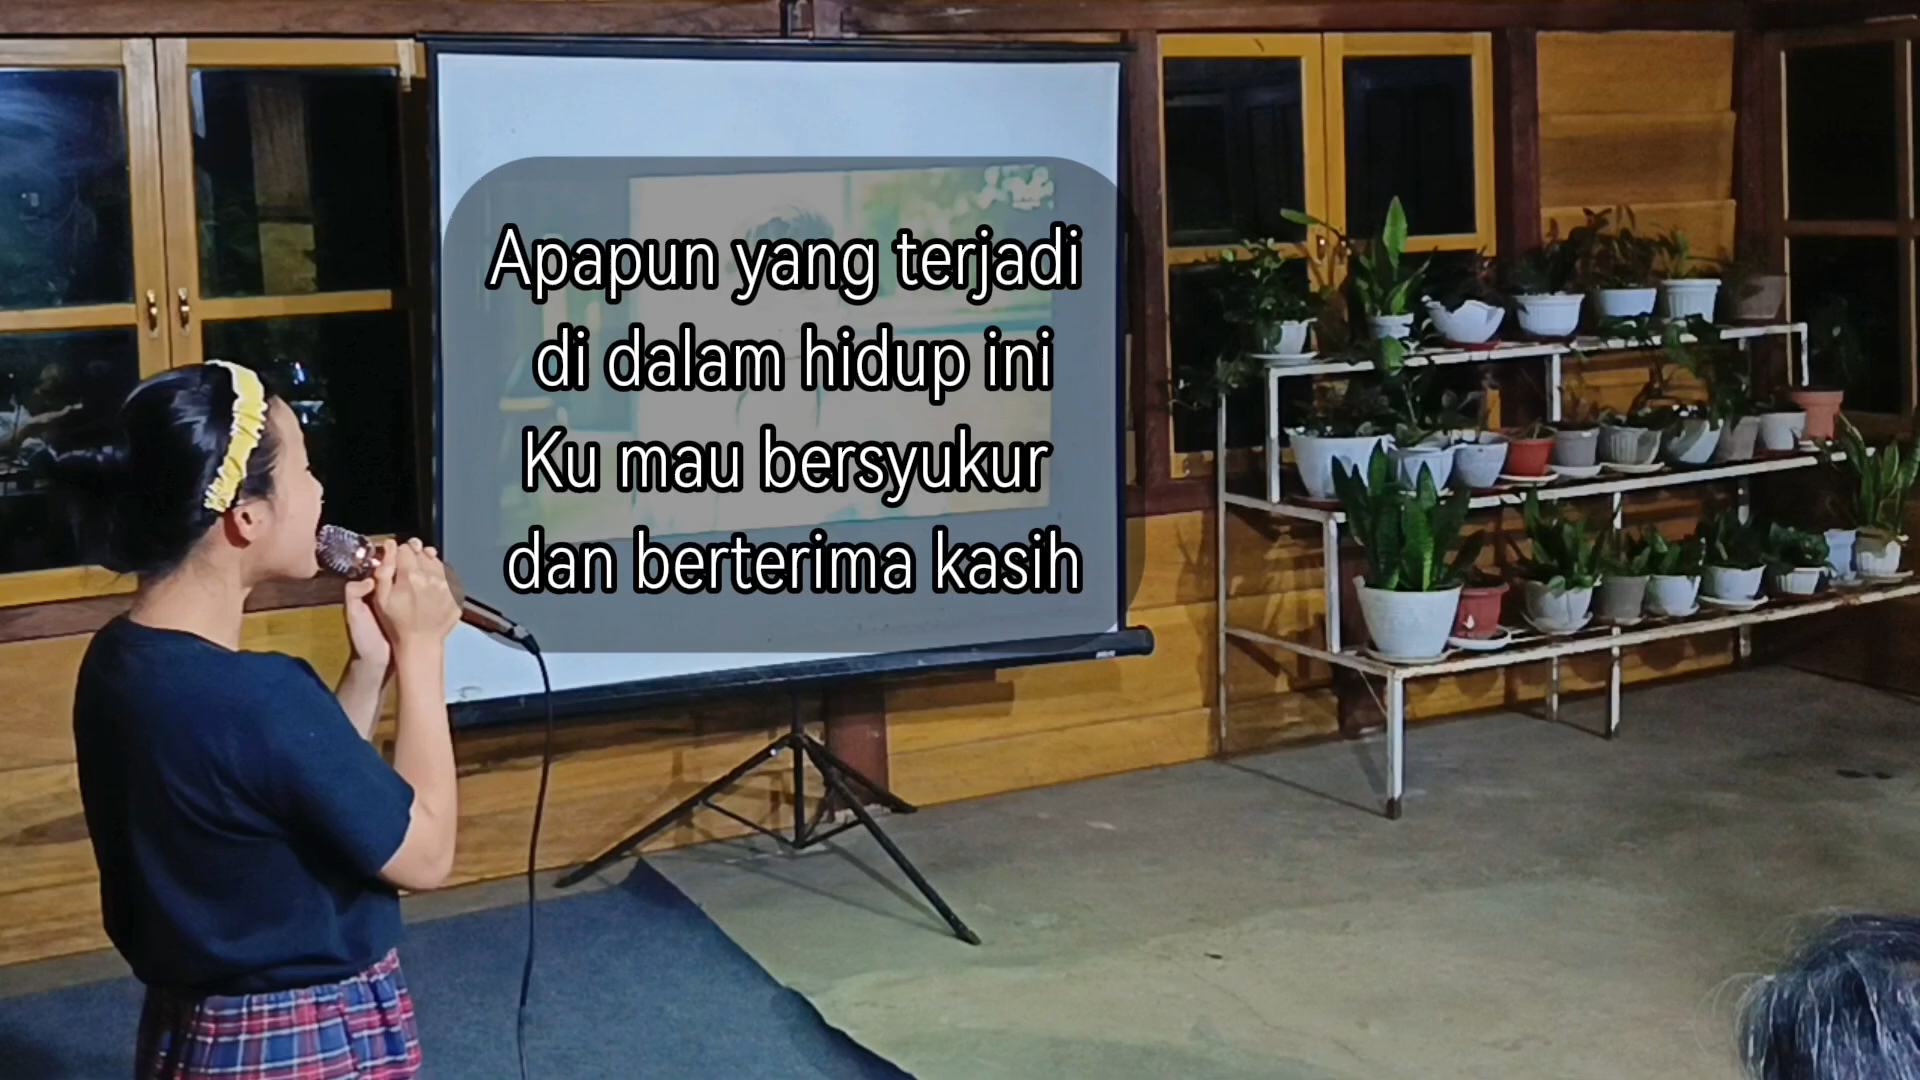 Apapun yang terjadi
di dalam hidup ini
Ku mau bersyukur
dan berterima kasih